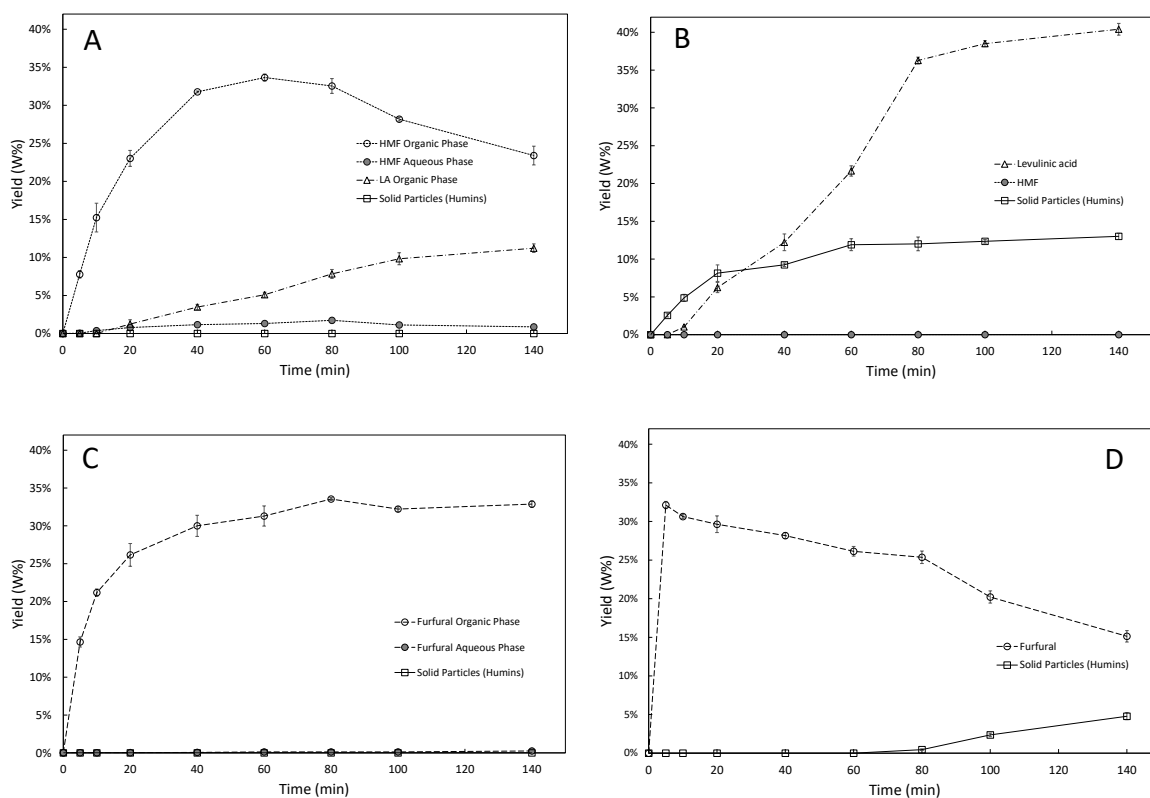 A
40%
35%
30%
25%
20%
15%
10%
5%
0%
Yield (W%)
HMF Organic Phase
HMF Aqueous Phase
LA Organic Phase
Solid Particles (Humins)
0 20 40 60 80 100 120 140
Time (min)
B
40%
35%
30%
25%
20%
15%
10%
5%
0%
Yield (W%)
Levulinic acid
HMF
Solid Particles (Humins)
0 20 40 60 80 100 120 140
Time (min)
C
40%
35%
30%
25%
20%
15%
10%
5%
0%
Yield (W%)
Furfural Organic Phase
Furfural Aqueous Phase
Solid Particles (Humins)
0 20 40 60 80 100 120 140
Time (min)
D
40%
35%
30%
25%
20%
15%
10%
5%
0%
Yield (W%)
Furfural
Solid Particles (Humins)
0 20 40 60 80 100 120 140
Time (min)